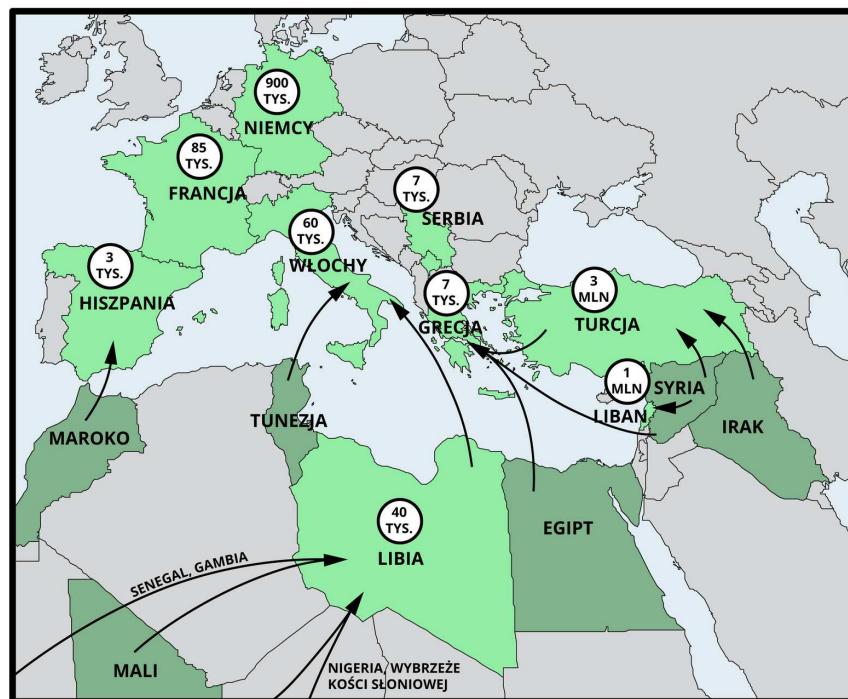 900
TYS.
NIEMCY
85
TYS.
FRANCJA
7
TYS.
SERBIA
60
TYS.
WŁOCHY
3
TYS.
HISZPANIA
7
TYS.
GRECJA
3
MLN
TURCJA
1
MLN
LIBAN
SYRIA
IRAK
MAROKO
TUNEZJA
40
TYS.
LIBIA
EGIPT
SENEGAL, GAMBIA
MALI
NIGERIA, WYBRZEŻE
KOŚCI SŁONIOWEJ